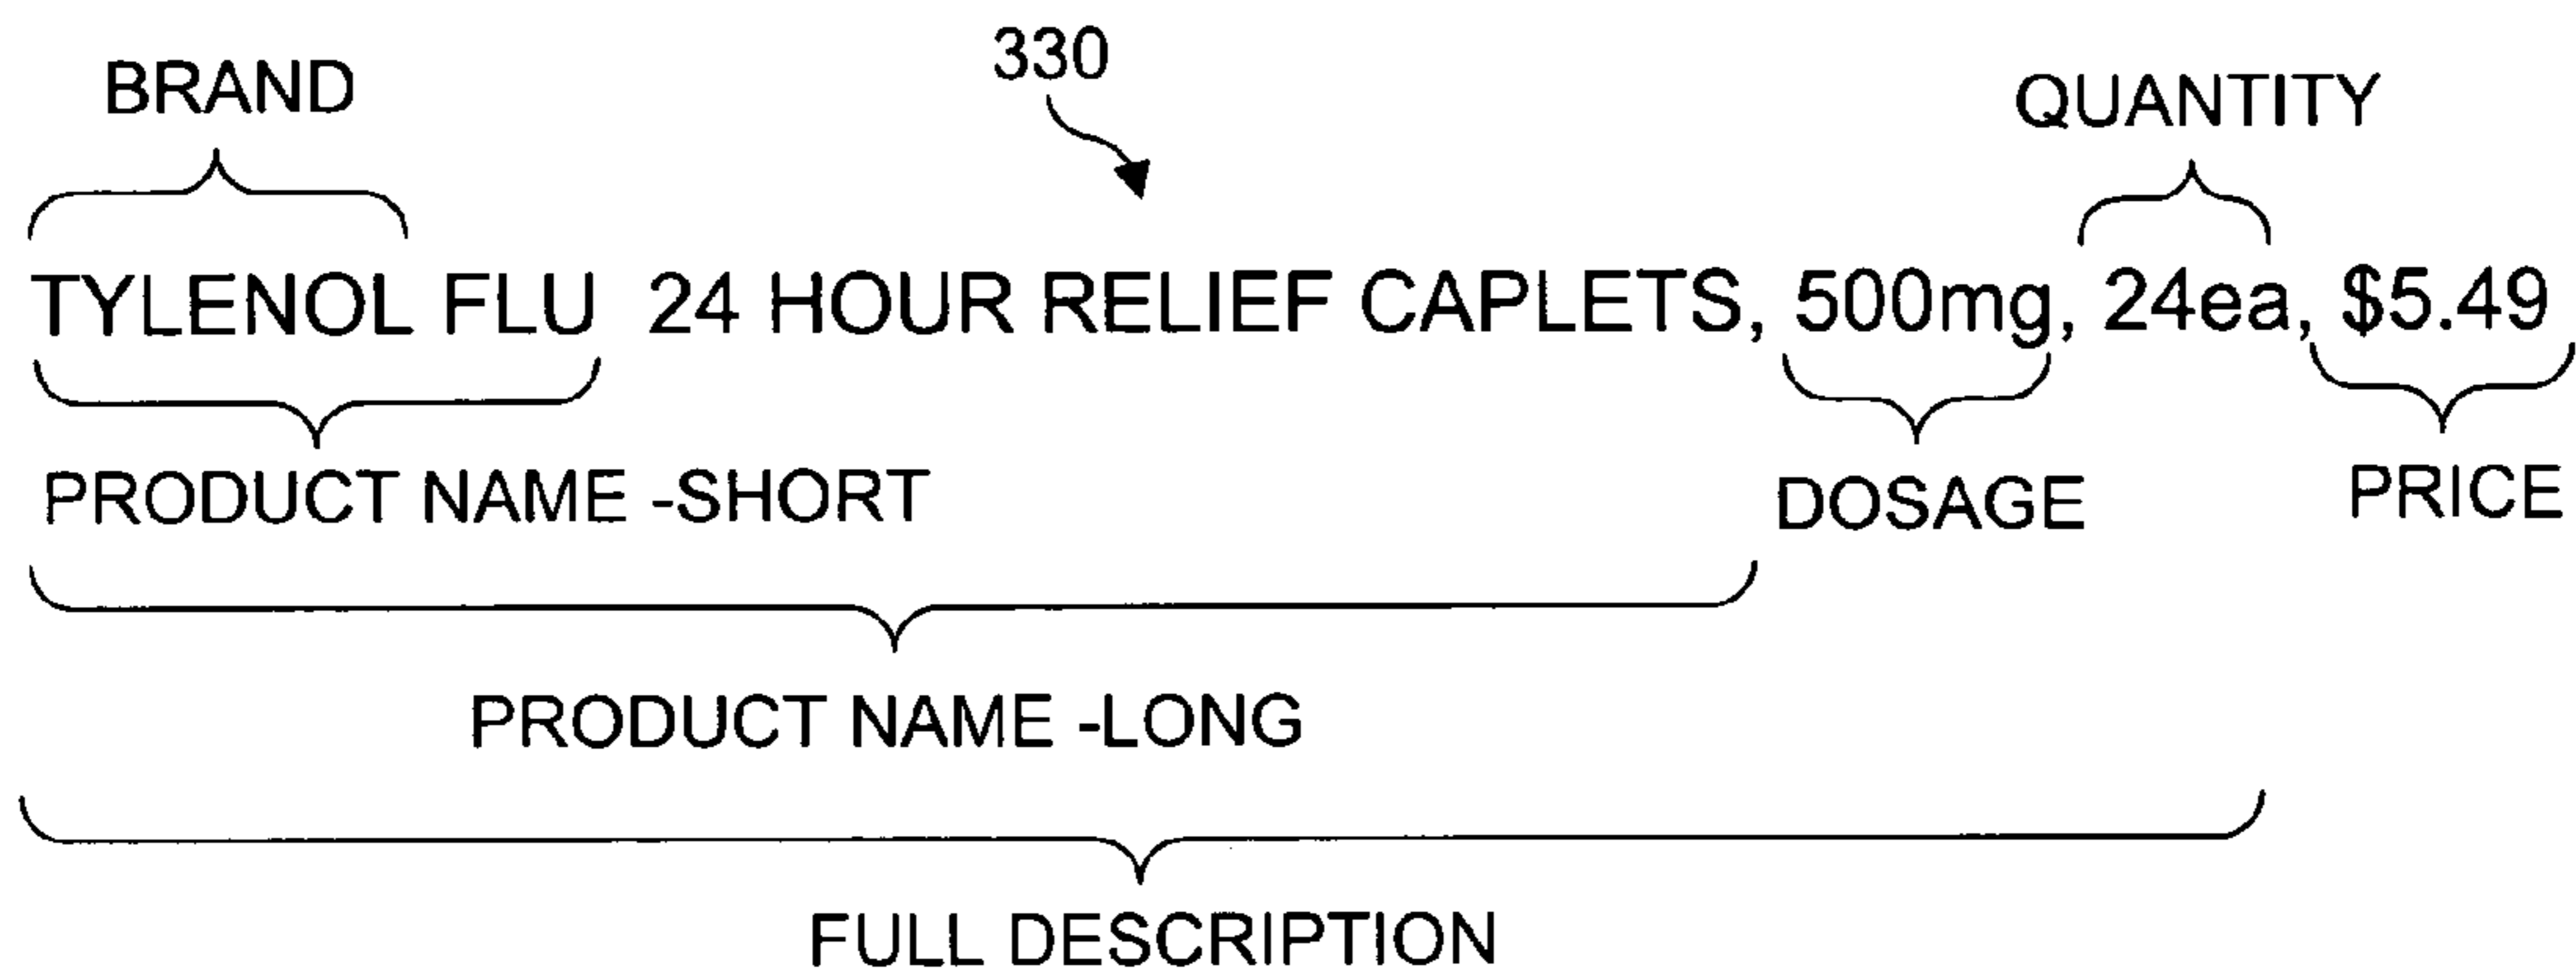 330
BRAND
QUANTITY
TYLENOL FLU 24 HOUR RELIEF CAPLETS, 500mg, 24ea, $5.49
PRODUCT NAME -SHORT
DOSAGE
PRICE
PRODUCT NAME -LONG
FULL DESCRIPTION